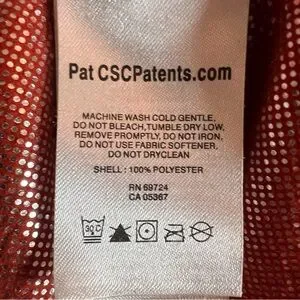 Pat CSCPatents.com
MACHINE WASH COLD GENTLE,
DO NOT BLEACH,TUMBLE DRY LOW,
REMOVE PROMPTLY, DO NOT IRON,
DO NOT USE FABRIC SOFTENER,
DO NOT DRYCLEAN
SHELL : 100% POLYESTER
RN 69724
CA 05367
30°C